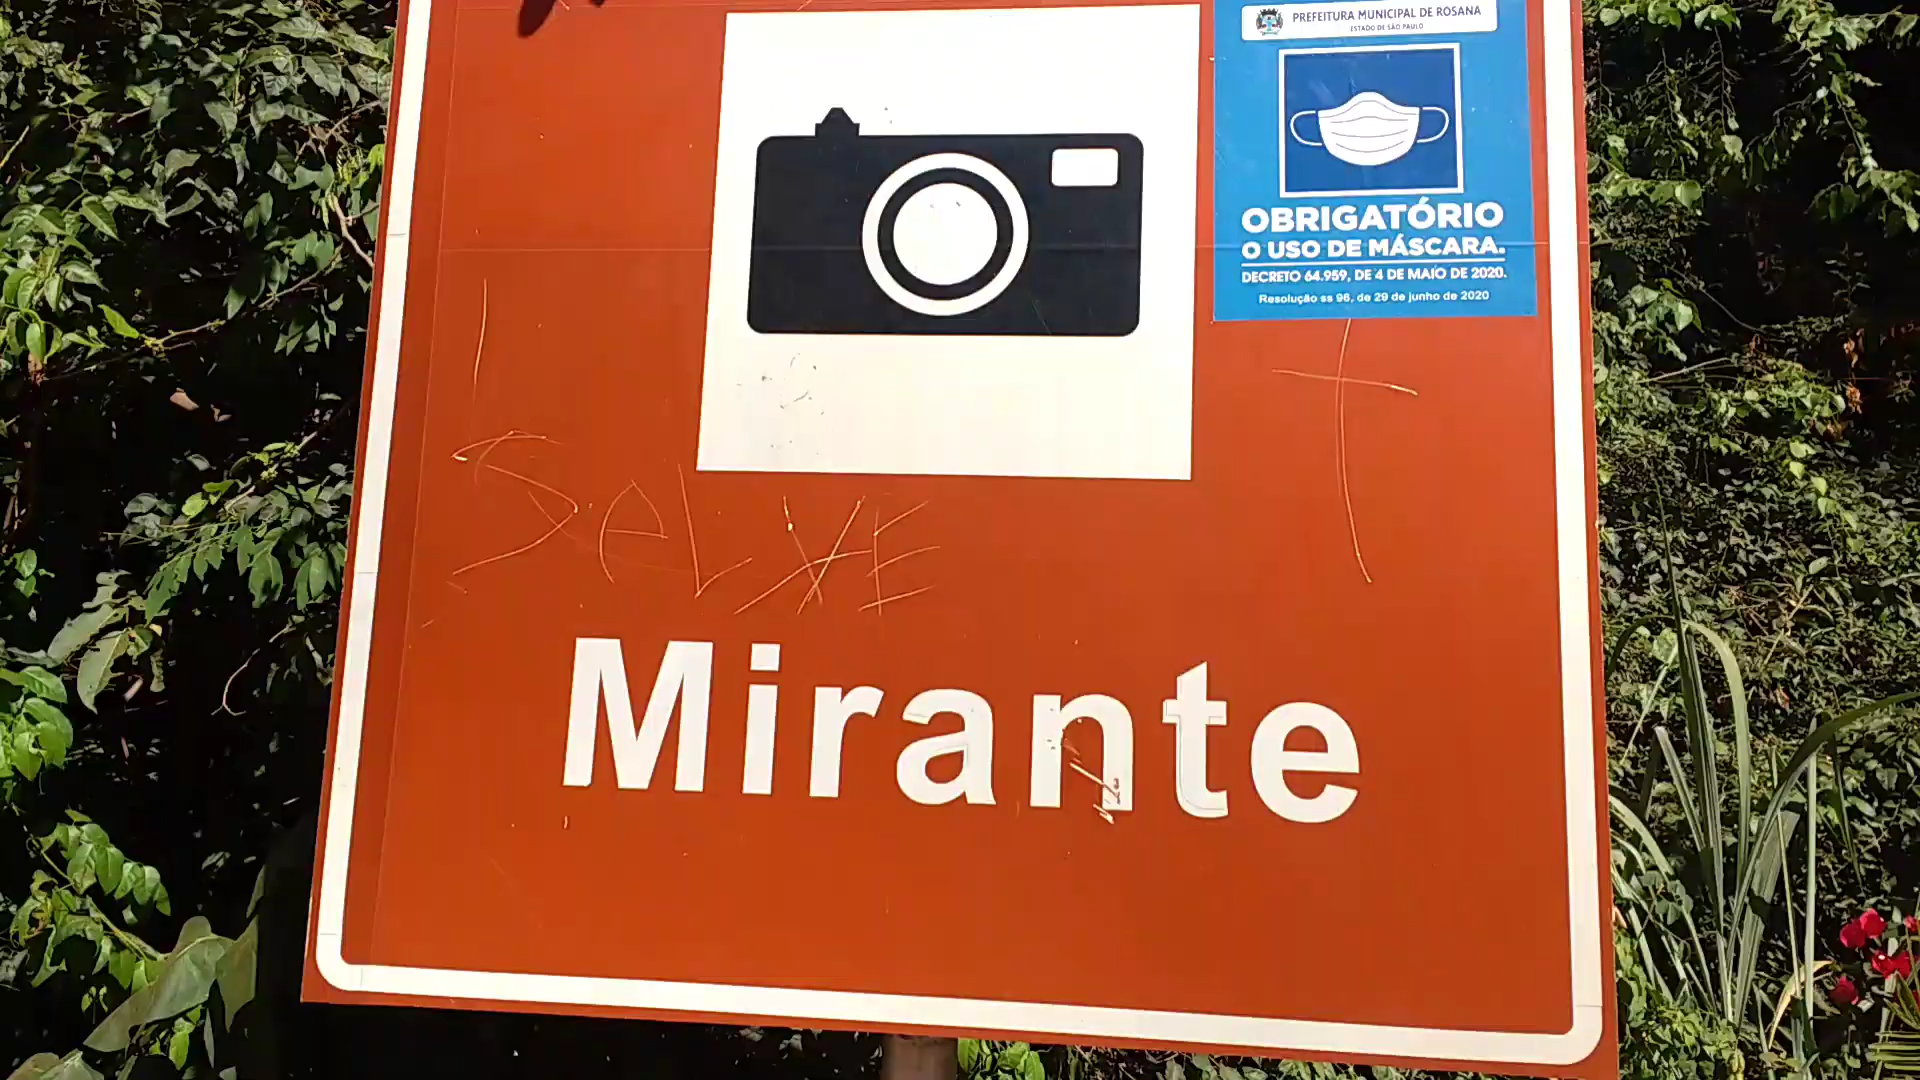 PREFEITURA MUNICIPAL DE ROSANA
ESTADO DE SÃO PAULO
OBRIGATÓRIO
O USO DE MÁSCARA.
DECRETO 64.959, DE 4 DE MAIO DE 2020.
Resolução ss 96, de 29 de junho de 2020
Mirante